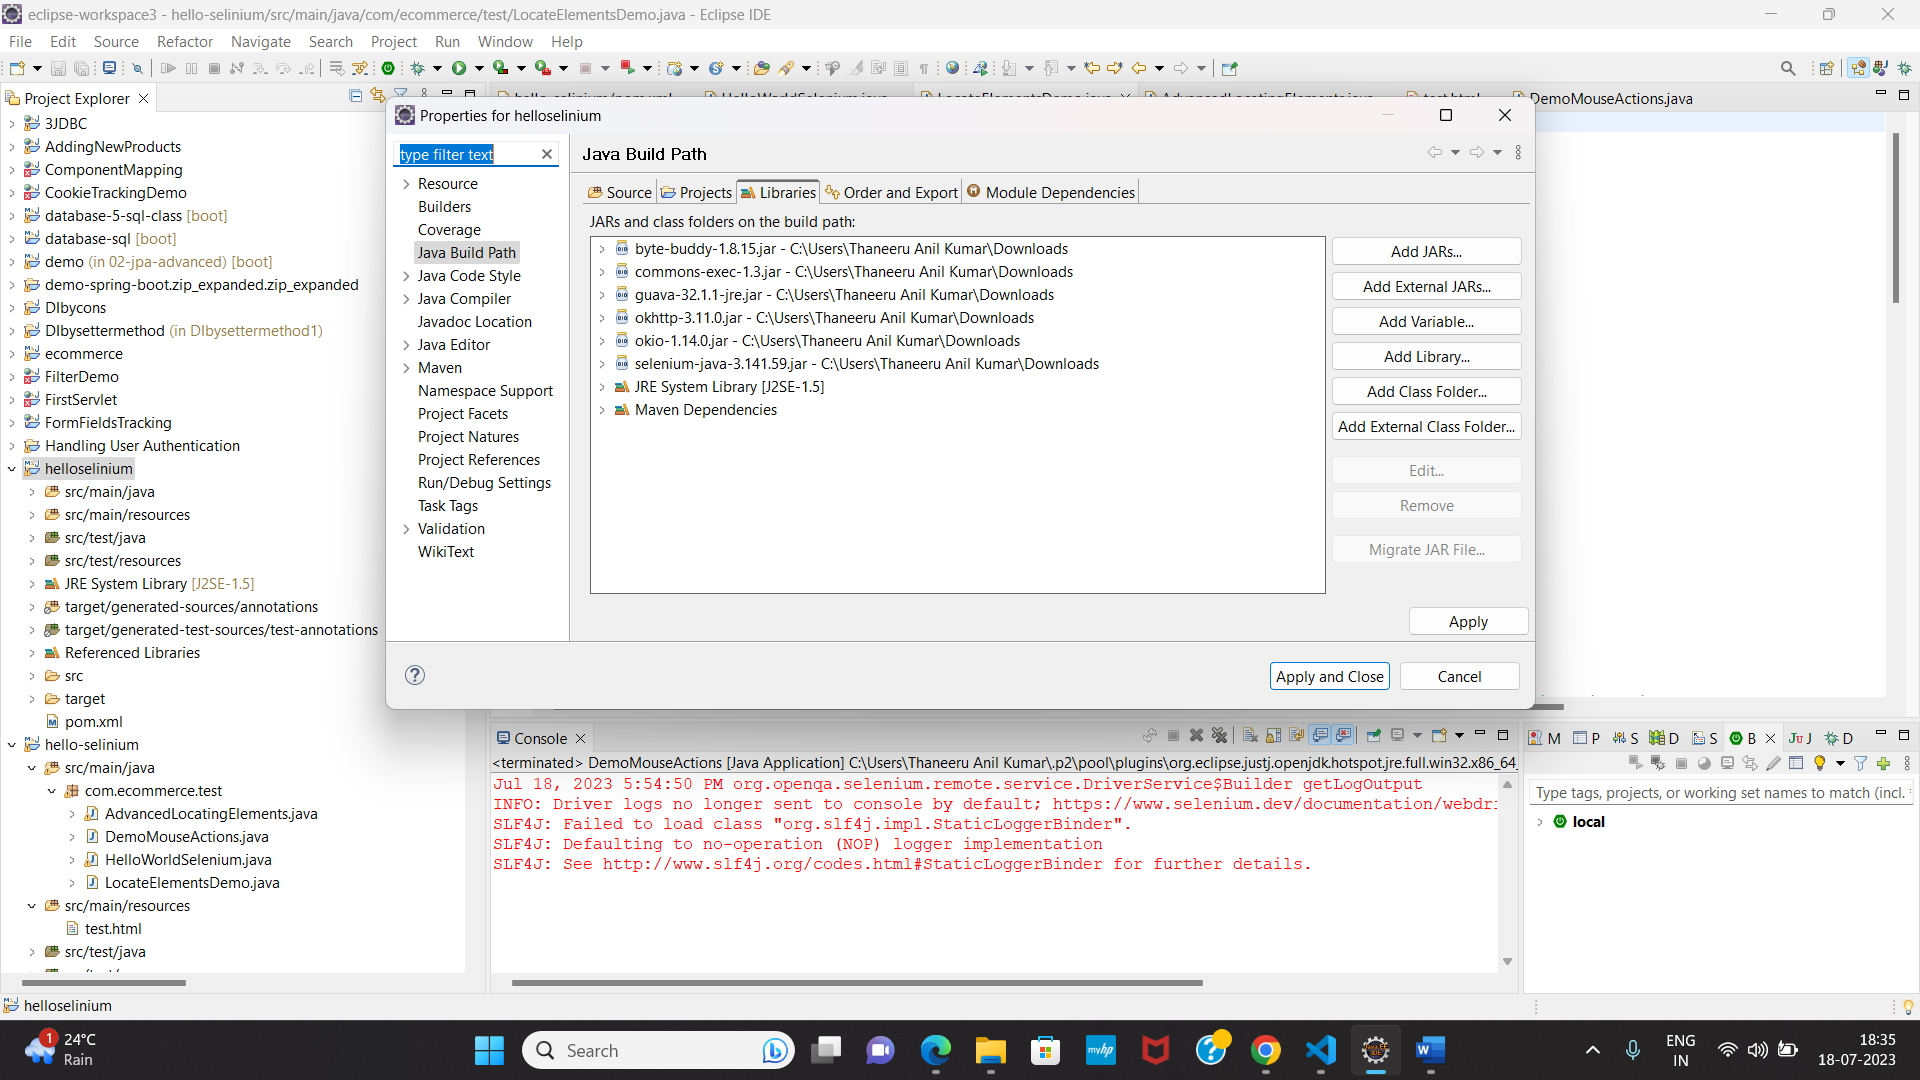 eclipse-workspace3 - hello-selinium/src/main/java/com/ecommerce/test/LocateElementsDemo.java - Eclipse IDE
File Edit Source Refactor Navigate Search Project Run Window Help
Project Explorer
DemoMouseActions.java
3JDBC
AddingNewProducts
ComponentMapping
CookieTrackingDemo
database-5-sql-class [boot]
database-sql [boot]
demo (in 02-jpa-advanced) [boot]
demo-spring-boot.zip_expanded.zip_expanded
DIbycons
DIbysettermethod (in DIbysettermethod1)
ecommerce
FilterDemo
FirstServlet
FormFieldsTracking
Handling User Authentication
helloselinium
src/main/java
src/main/resources
src/test/java
src/test/resources
JRE System Library [J2SE-1.5]
target/generated-sources/annotations
target/generated-test-sources/test-annotations
Referenced Libraries
src
target
pom.xml
hello-selinium
src/main/java
com.ecommerce.test
AdvancedLocatingElements.java
DemoMouseActions.java
HelloWorldSelenium.java
LocateElementsDemo.java
src/main/resources
test.html
src/test/java
Properties for helloselinium
type filter text
Resource
Builders
Coverage
Java Build Path
Java Code Style
Java Compiler
Javadoc Location
Java Editor
Maven
Namespace Support
Project Facets
Project Natures
Project References
Run/Debug Settings
Task Tags
Validation
WikiText
Java Build Path
Source Projects Libraries Order and Export Module Dependencies
JARs and class folders on the build path:
byte-buddy-1.8.15.jar - C:\Users\Thaneeru Anil Kumar\Downloads
commons-exec-1.3.jar - C:\Users\Thaneeru Anil Kumar\Downloads
guava-32.1.1-jre.jar - C:\Users\Thaneeru Anil Kumar\Downloads
okhttp-3.11.0.jar - C:\Users\Thaneeru Anil Kumar\Downloads
okio-1.14.0.jar - C:\Users\Thaneeru Anil Kumar\Downloads
selenium-java-3.141.59.jar - C:\Users\Thaneeru Anil Kumar\Downloads
JRE System Library [J2SE-1.5]
Maven Dependencies
Add JARs...
Add External JARs...
Add Variable...
Add Library...
Add Class Folder...
Add External Class Folder...
Edit...
Remove
Migrate JAR File...
Apply
Apply and Close Cancel
Console
<terminated> DemoMouseActions [Java Application] C:\Users\Thaneeru Anil Kumar\.p2\pool\plugins\org.eclipse.justj.openjdk.hotspot.jre.full.win32.x86_64_
Jul 18, 2023 5:54:50 PM org.openqa.selenium.remote.service.DriverService$Builder getLogOutput
INFO: Driver logs no longer sent to console by default; https://www.selenium.dev/documentation/webdri
SLF4J: Failed to load class "org.slf4j.impl.StaticLoggerBinder".
SLF4J: Defaulting to no-operation (NOP) logger implementation
SLF4J: See http://www.slf4j.org/codes.html#StaticLoggerBinder for further details.
M P S D S B J D
Type tags, projects, or working set names to match (incl. *
local
helloselinium
1
24°C
Rain
Search
ENG
IN
18:35
18-07-2023